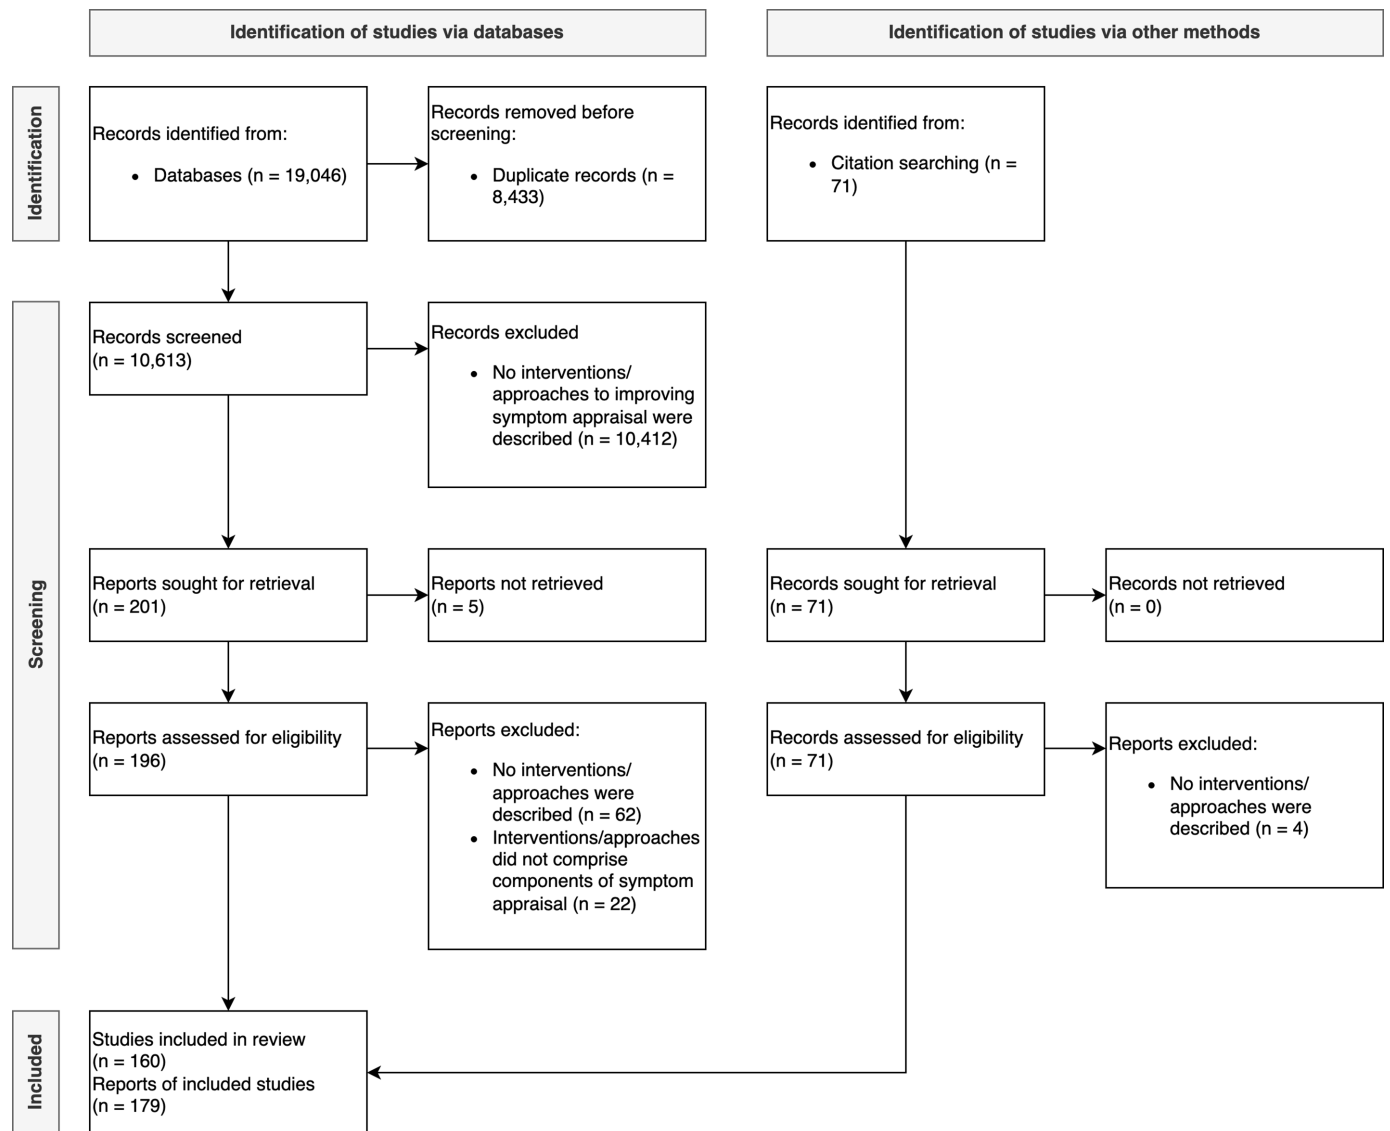 Identification of studies via databases
Identification of studies via other methods
Identification
Records identified from:
• Databases (n = 19,046)
Records removed before
screening:
• Duplicate records (n =
8,433)
Records identified from:
• Citation searching (n =
71)
Screening
Records screened
(n = 10,613)
Records excluded
• No interventions/
approaches to improving
symptom appraisal were
described (n = 10,412)
Reports sought for retrieval
(n = 201)
Reports not retrieved
(n = 5)
Records sought for retrieval
(n = 71)
Records not retrieved
(n = 0)
Reports assessed for eligibility
(n = 196)
Reports excluded:
• No interventions/
approaches were
described (n = 62)
• Interventions/approaches
did not comprise
components of symptom
appraisal (n = 22)
Records assessed for eligibility
(n = 71)
Reports excluded:
• No interventions/
approaches were
described (n = 4)
Included
Studies included in review
(n = 160)
Reports of included studies
(n = 179)